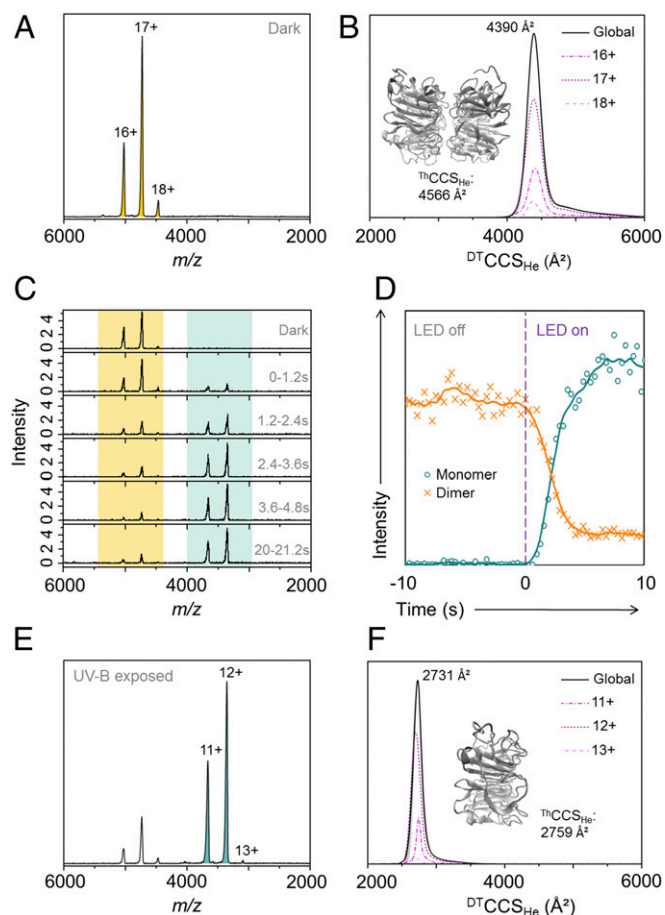 A
Dark
17+
16+
18+
6000 4000 2000
m/z
B
4390 Å²
Global
16+
17+
18+
ThCCSHe:
4566 Å²
2000 4000 6000
DTCCSHe (Å²)
C
Dark
0-1.2s
1.2-2.4s
2.4-3.6s
3.6-4.8s
20-21.2s
Intensity
0 2 4
0 2 4
0 2 4
0 2 4
0 2 4
0 2 4
6000 4000 2000
m/z
D
LED off LED on
Monomer
Dimer
Intensity
-10 0 10
Time (s)
E
UV-B exposed
12+
11+
13+
6000 4000 2000
m/z
F
2731 Å²
Global
11+
12+
13+
ThCCSHe:
2759 Å²
2000 4000 6000
DTCCSHe (Å²)